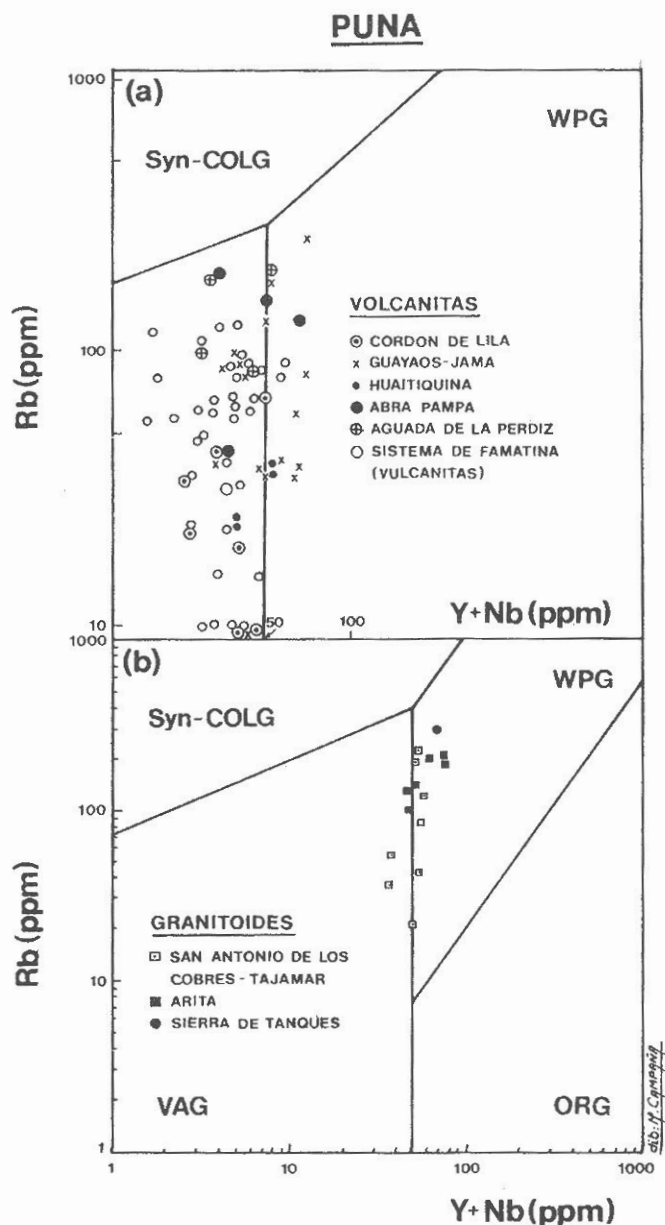 PUNA
1000
(a)
WPG
Syn-COLG
VOLCANITAS
CORDON DE LILA
GUAYAOS-JAMA
HUAITIQUINA
ABRA PAMPA
AGUADA DE LA PERDIZ
SISTEMA DE FAMATINA
(VULCANITAS)
100
Rb (ppm)
10
Y+Nb (ppm)
50
100
1000
(b)
WPG
Syn-COLG
100
Rb (ppm)
GRANITOIDES
SAN ANTONIO DE LOS
COBRES - TAJAMAR
ARITA
SIERRA DE TANQUES
10
VAG
ORG
1
1
10
100
1000
Y+Nb (ppm)
dib: M. CAMPAÑA